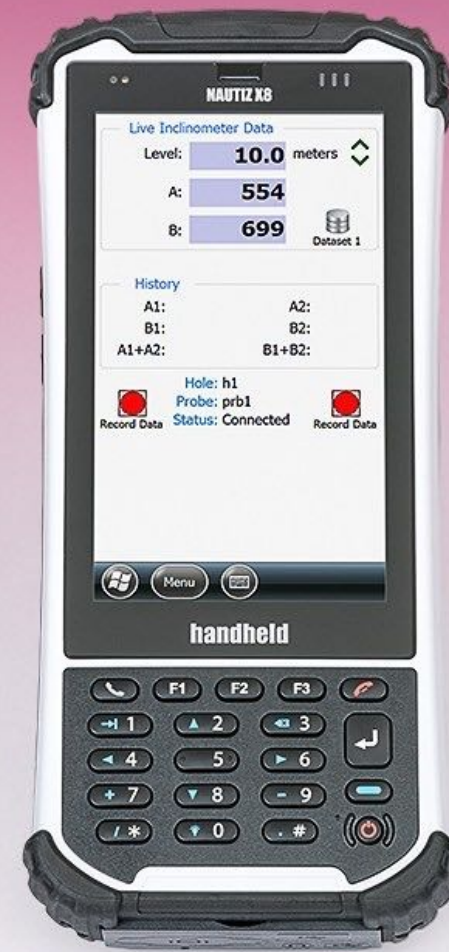 NAUTIZ X8
Live Inclinometer Data
Level: 10.0 meters
A: 554
B: 699
Dataset 1
History
A1: A2:
B1: B2:
A1+A2: B1+B2:
Hole: h1
Probe: prb1
Status: Connected
Record Data Record Data
Menu
handheld
F1 F2 F3
1 2 3
4 5 6
+ 7 8 - 9
/ * 0 . #